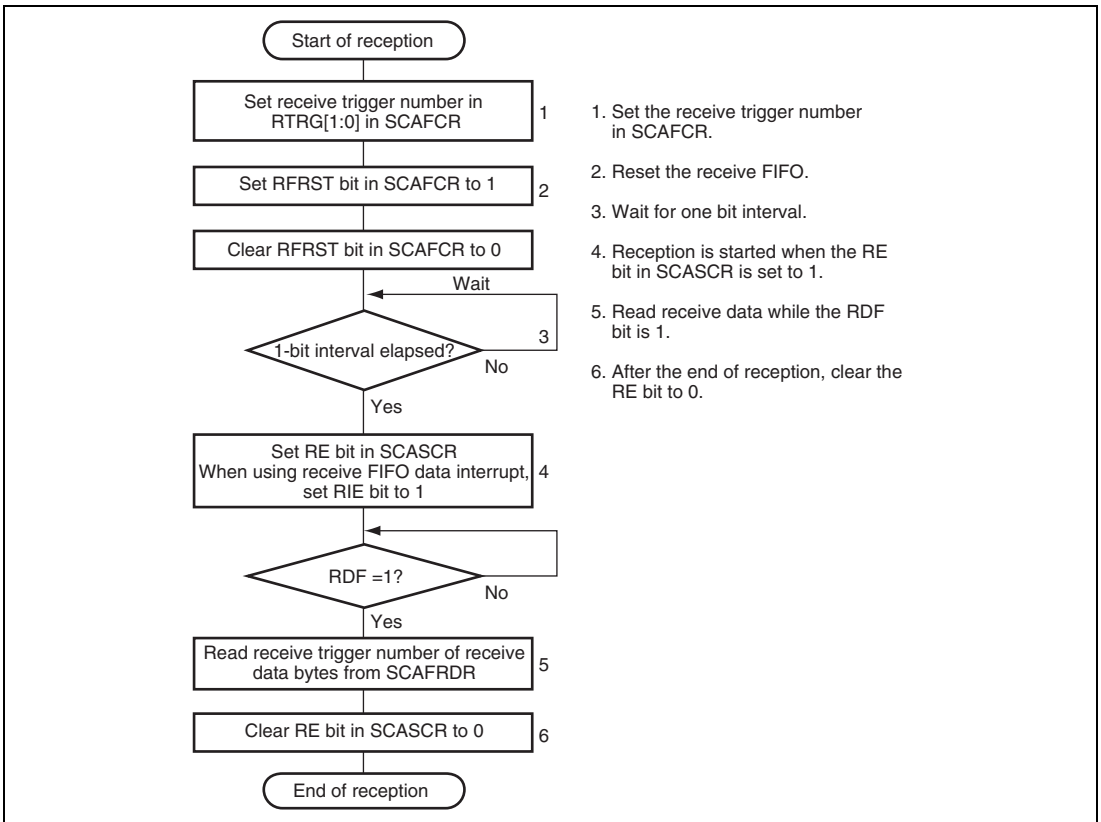 Start of reception
Set receive trigger number in
RTRG[1:0] in SCAFCR
1
Set RFRST bit in SCAFCR to 1
2
Clear RFRST bit in SCAFCR to 0
Wait
1-bit interval elapsed?
3
No
Yes
Set RE bit in SCASCR
When using receive FIFO data interrupt,
set RIE bit to 1
4
RDF =1?
No
Yes
Read receive trigger number of receive
data bytes from SCAFRDR
5
Clear RE bit in SCASCR to 0
6
End of reception
1. Set the receive trigger number
in SCAFCR.
2. Reset the receive FIFO.
3. Wait for one bit interval.
4. Reception is started when the RE
bit in SCASCR is set to 1.
5. Read receive data while the RDF
bit is 1.
6. After the end of reception, clear the
RE bit to 0.